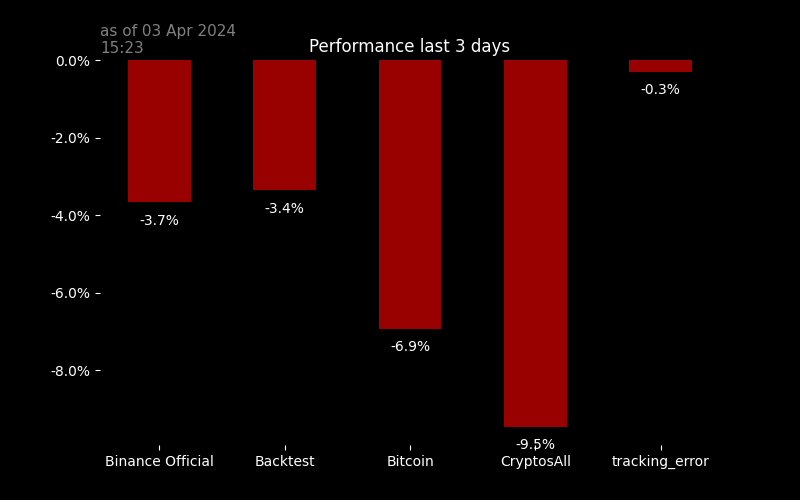 as of 03 Apr 2024
15:23
Performance last 3 days
0.0%
-2.0%
-4.0%
-6.0%
-8.0%
-3.7%
-3.4%
-6.9%
-9.5%
-0.3%
Binance Official
Backtest
Bitcoin
CryptosAll
tracking_error